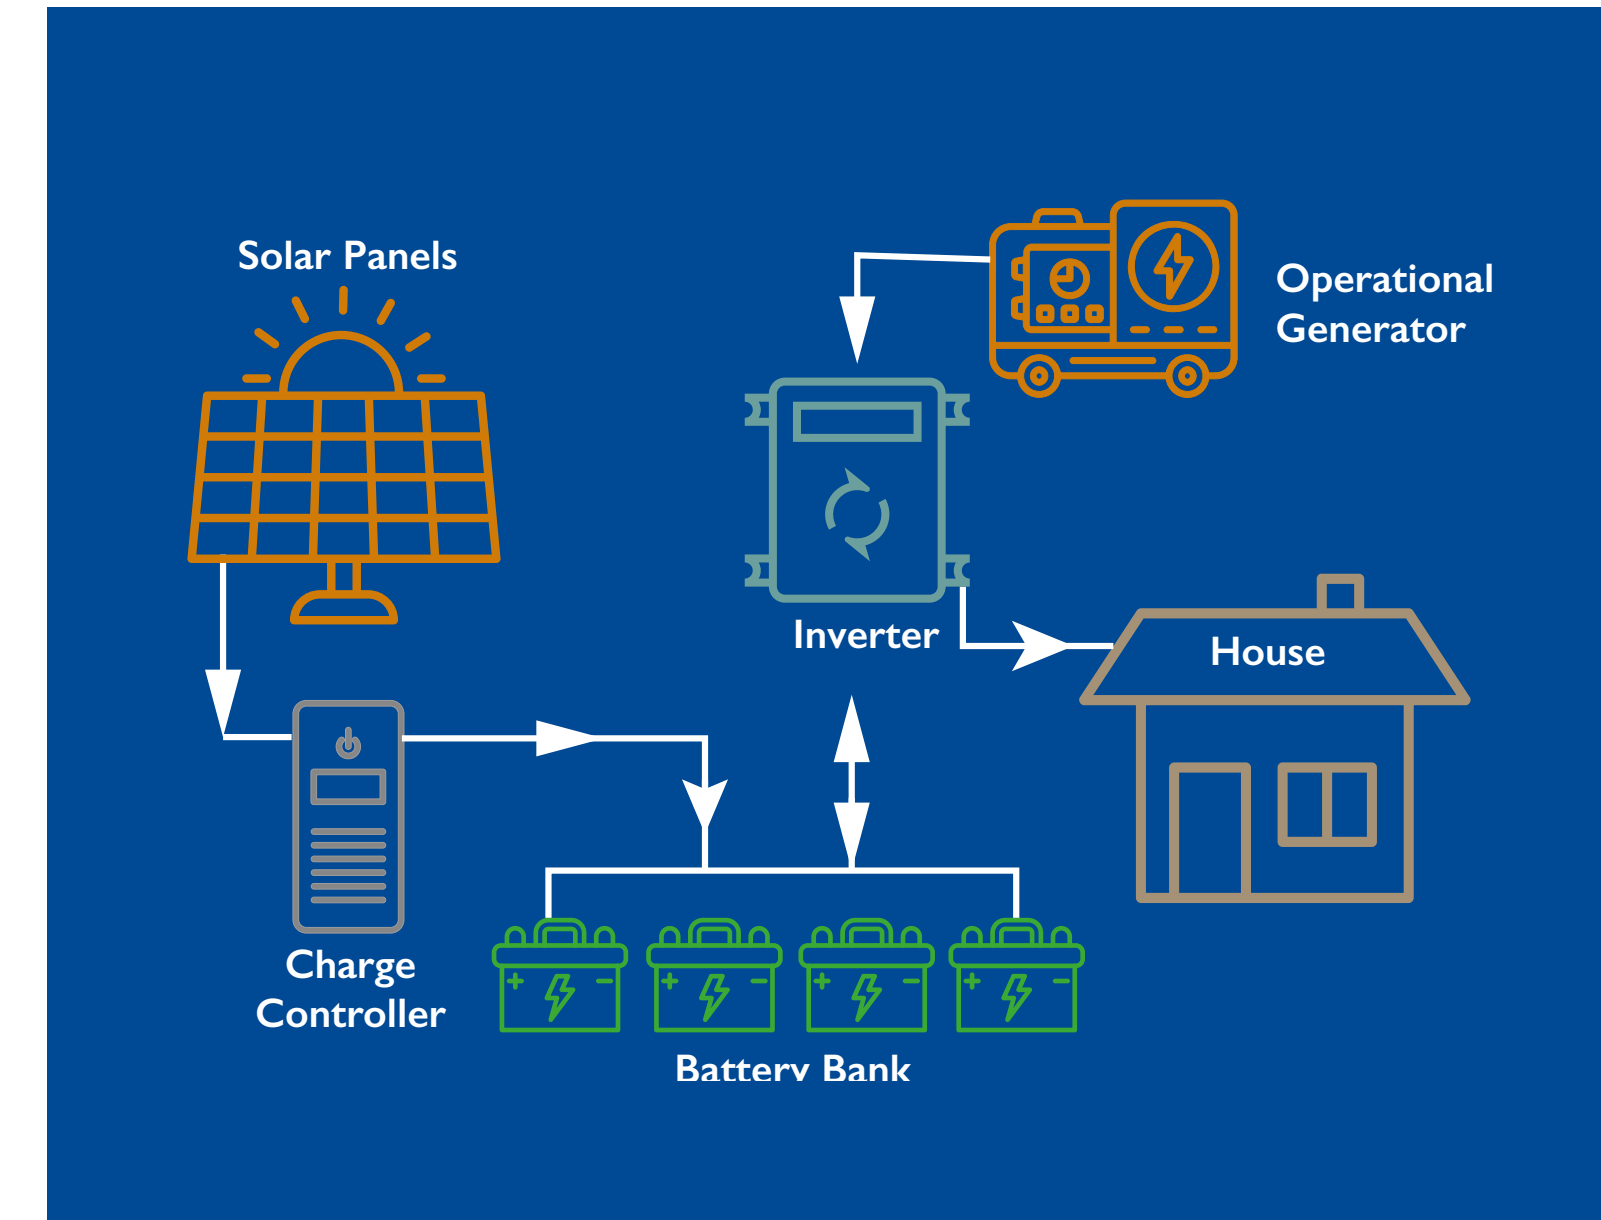 Solar Panels
Operational
Generator
Inverter
House
Charge
Controller
Battery Bank